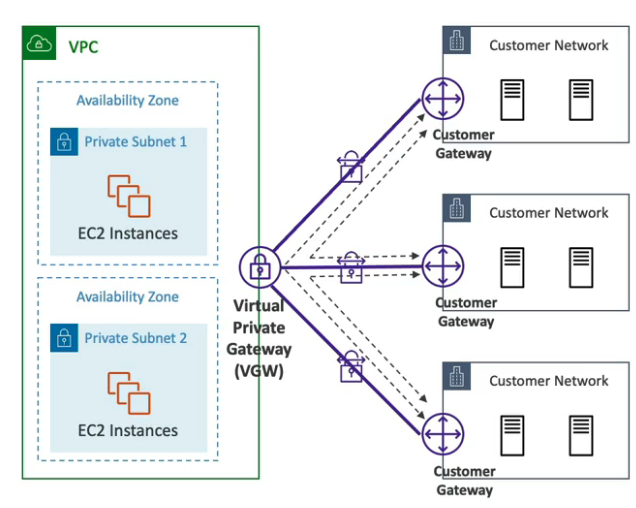 VPC
Availability Zone
Private Subnet 1
EC2 Instances
Availability Zone
Private Subnet 2
EC2 Instances
Virtual
Private
Gateway
(VGW)
Customer Network
Customer
Gateway
Customer Network
Customer
Gateway
Customer Network
Customer
Gateway